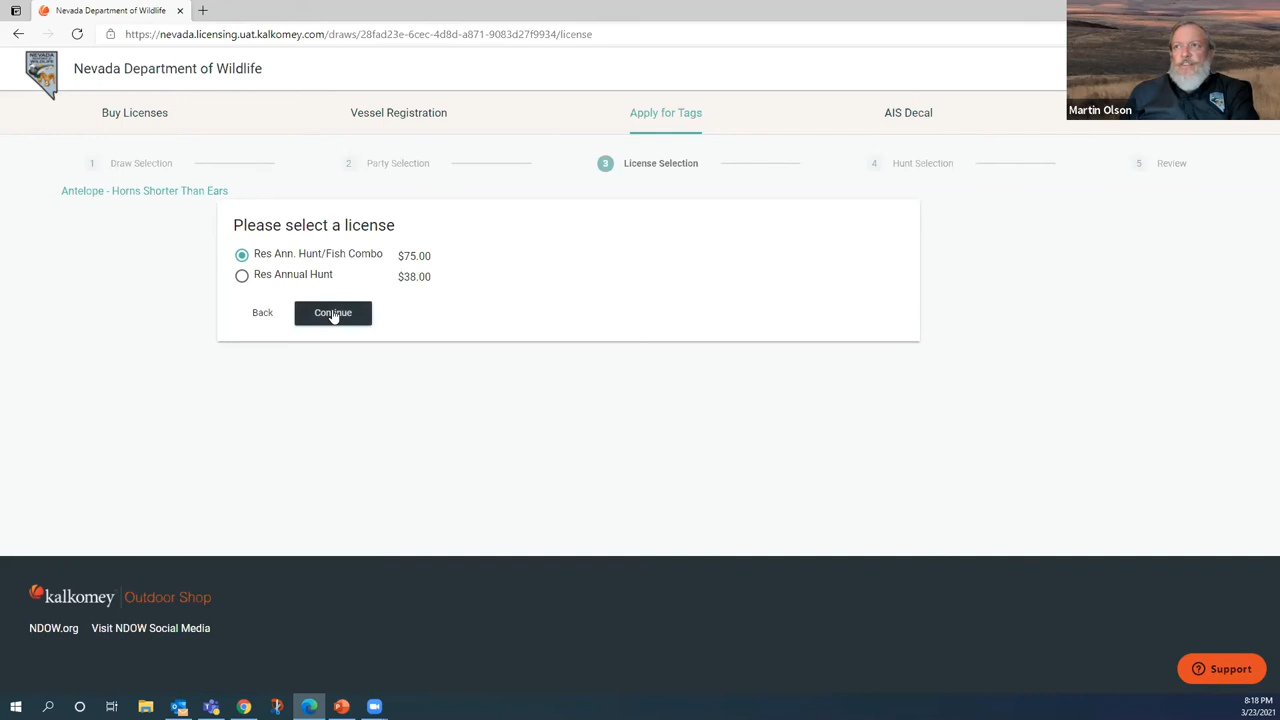 Nevada Department of Wildlife
https://nevada.licensing.uat.kalkomey.com/draws/28fad23e-6cec-4d8d-a871-9083d27f9934/license
Nevada Department of Wildlife
Martin Olson
Buy Licenses
Vessel Registration
Apply for Tags
AIS Decal
1 Draw Selection
2 Party Selection
3 License Selection
4 Hunt Selection
5 Review
Antelope - Horns Shorter Than Ears
Please select a license
Res Ann. Hunt/Fish Combo $75.00
Res Annual Hunt $38.00
Back
Continue
kalkomey Outdoor Shop
NDOW.org Visit NDOW Social Media
Support
8:18 PM
3/23/2021